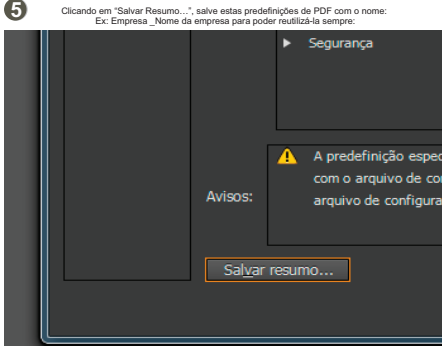 5
Clicando em “Salvar Resumo...”, salve estas predefinições de PDF com o nome:
Ex: Empresa _Nome da empresa para poder reutilizá-la sempre:
Segurança
A predefinição espec
com o arquivo de co
Avisos:
arquivo de configura
Salvar resumo...